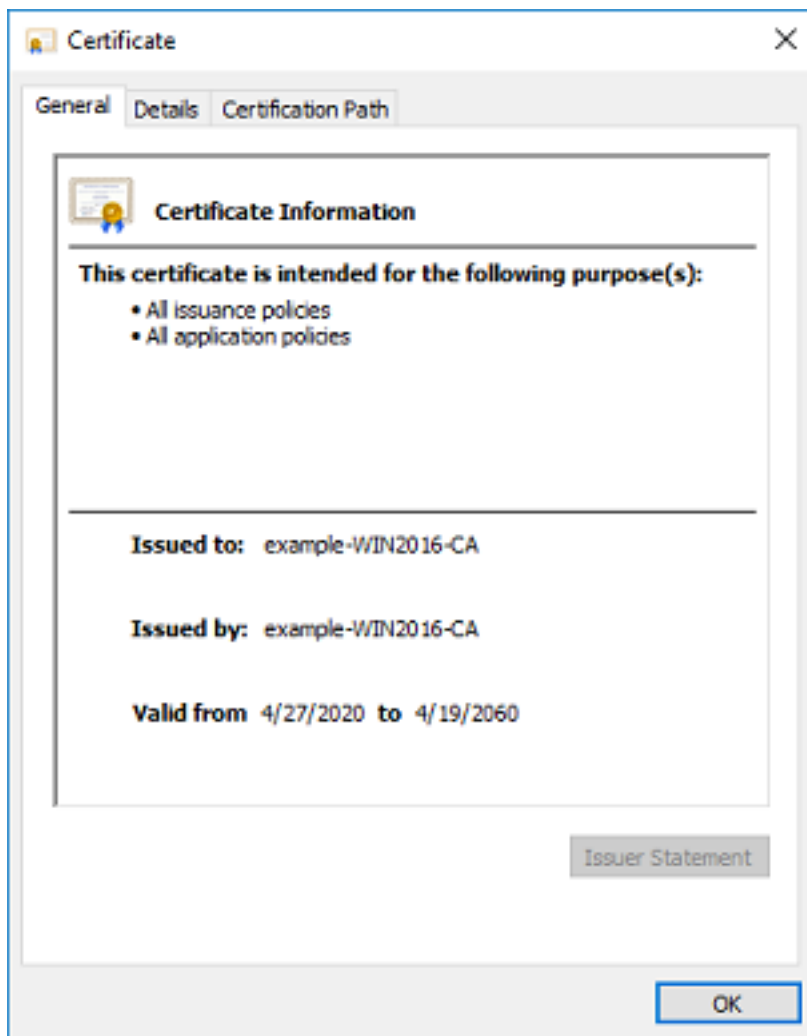 Certificate
General Details Certification Path
Certificate Information
This certificate is intended for the following purpose(s):
• All issuance policies
• All application policies
Issued to: example-WIN2016-CA
Issued by: example-WIN2016-CA
Valid from 4/27/2020 to 4/19/2060
Issuer Statement
OK